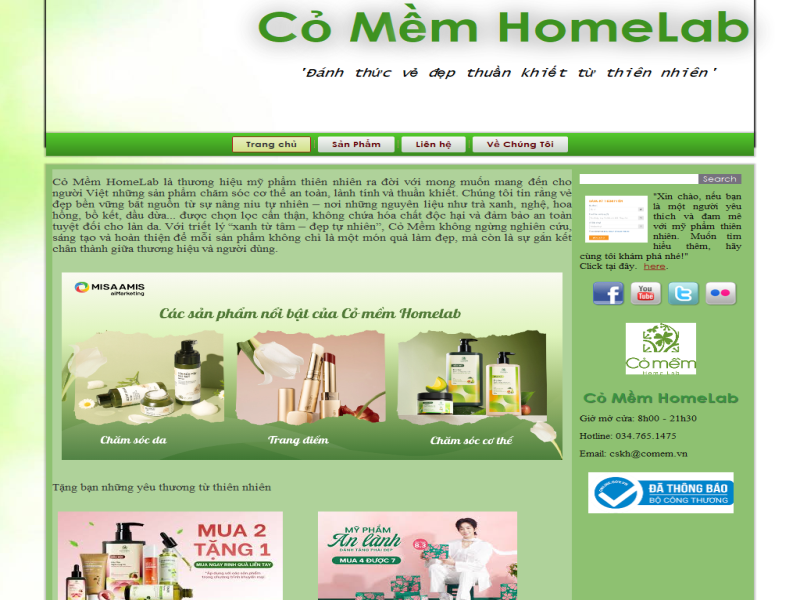 Cỏ Mềm HomeLab
'Đánh thức vẻ đẹp thuần khiết từ thiên nhiên'
Trang chủ
Sản Phẩm
Liên hệ
Về Chúng Tôi
Cỏ Mềm HomeLab là thương hiệu mỹ phẩm thiên nhiên ra đời với mong muốn mang đến cho
người Việt những sản phẩm chăm sóc cơ thể an toàn, lành tính và thuần khiết. Chúng tôi tin rằng vẻ
đẹp bền vững bắt nguồn từ sự nâng niu tự nhiên – nơi những nguyên liệu như trà xanh, nghệ, hoa
hồng, bồ kết, dầu dừa... được chọn lọc cẩn thận, không chứa hóa chất độc hại và đảm bảo an toàn
tuyệt đối cho làn da. Với triết lý “xanh từ tâm – đẹp tự nhiên”, Cỏ Mềm không ngừng nghiên cứu,
sáng tạo và hoàn thiện để mỗi sản phẩm không chỉ là một món quà làm đẹp, mà còn là sự gắn kết
chân thành giữa thương hiệu và người dùng.
MISA AMIS
aiMarketing
Các sản phẩm nổi bật của Cỏ mềm Homelab
Chăm sóc da
Trang điểm
Chăm sóc cơ thể
Tặng bạn những yêu thương từ thiên nhiên
MUA 2
TẶNG 1
MUA NGAY RINH QUÀ LIỀN TAY
MỸ PHẨM
An lành
DÀNH TẶNG PHÁI ĐẸP
MUA 4 ĐƯỢC 7
Search
"Xin chào, nếu bạn
là một người yêu
thích và đam mê
với mỹ phẩm thiên
nhiên. Muốn tìm
hiểu thêm, hãy
cùng tôi khám phá nhé!"
Click tại đây. here.
You
Tube
Cỏ mềm
Home Lab
Cỏ Mềm HomeLab
Giờ mở cửa: 8h00 - 21h30
Hotline: 034.765.1475
Email: cskh@comem.vn
ĐÃ THÔNG BÁO
BỘ CÔNG THƯƠNG